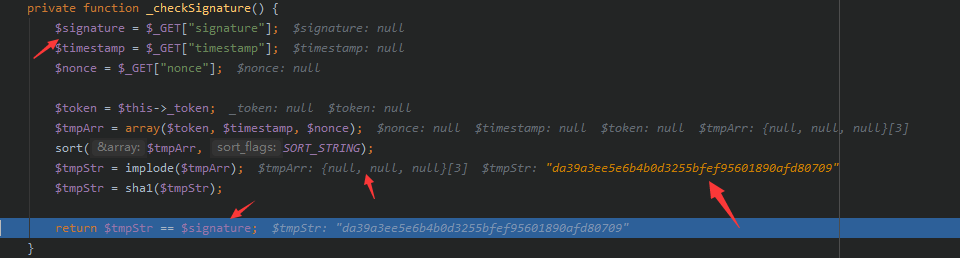 private function _checkSignature() {
$signature = $_GET["signature"]; $signature: null
$timestamp = $_GET["timestamp"]; $timestamp: null
$nonce = $_GET["nonce"]; $nonce: null
$token = $this->_token; _token: null $token: null
$tmpArr = array($token, $timestamp, $nonce); $nonce: null $timestamp: null $token: null $tmpArr: {null, null, null}[3]
sort( &array: $tmpArr, sort_flags: SORT_STRING);
$tmpStr = implode($tmpArr); $tmpArr: {null, null, null}[3] $tmpStr: "da39a3ee5e6b4b0d3255bfef95601890afd80709"
$tmpStr = sha1($tmpStr);
return $tmpStr == $signature; $tmpStr: "da39a3ee5e6b4b0d3255bfef95601890afd80709"
}